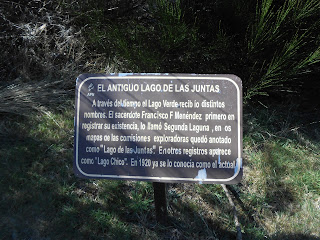 EL ANTIGUO LAGO DE LAS JUNTAS
A través del tiempo el Lago Verde recibio distintos
nombres. El sacerdote Francisco F Menéndez primero en
registrar su existencia, lo llamó Segunda Laguna, en os
mapas de las comisiones exploradoras quedó anotado
como "Lago de las Juntas". En otros registros aparece
como "Lago Chico". En 1920 ya se lo conocía como el actual